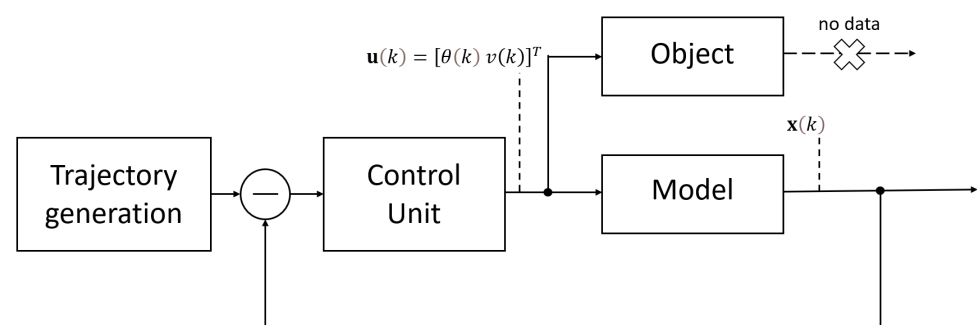 no data
Object
𝐮(k) = [θ(k) v(k)]ᵀ
𝐱(k)
Trajectory
generation
—
Control
Unit
Model